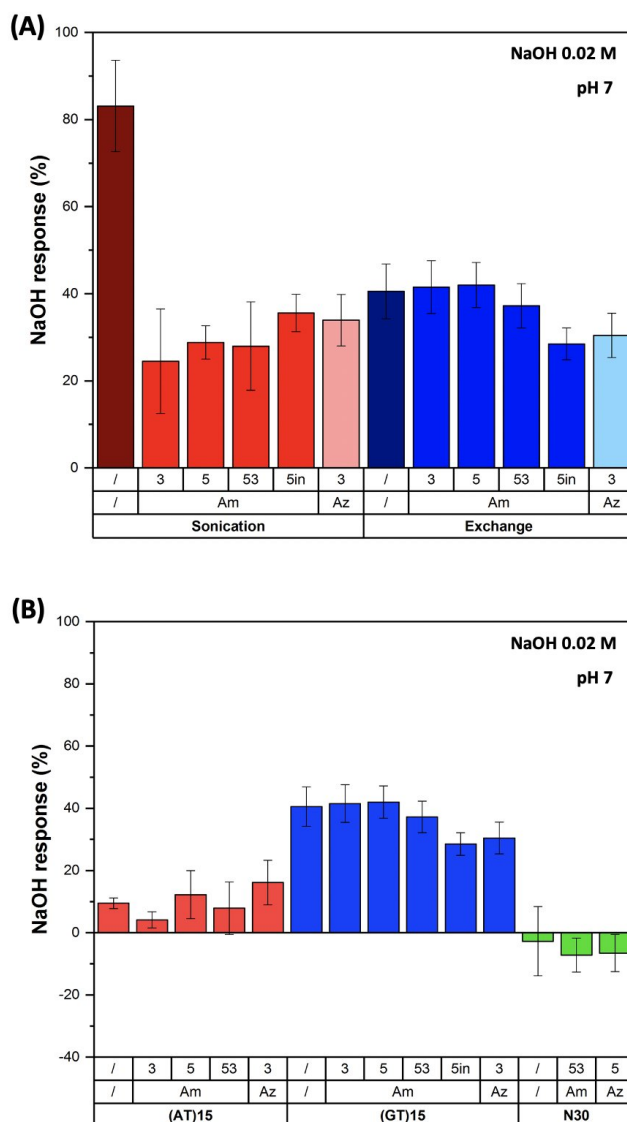 (A)
100
80
60
40
20
0
NaOH response (%)
NaOH 0.02 M
pH 7
/ 3 5 53 5in 3 / 3 5 53 5in 3
/ Am Az / Am Az
Sonication Exchange
(B)
100
80
60
40
20
0
-20
-40
NaOH response (%)
NaOH 0.02 M
pH 7
/ 3 5 53 3 / 3 5 53 5in 3 / 53 5
/ Am Az / Am Az / Am Az
(AT)15 (GT)15 N30